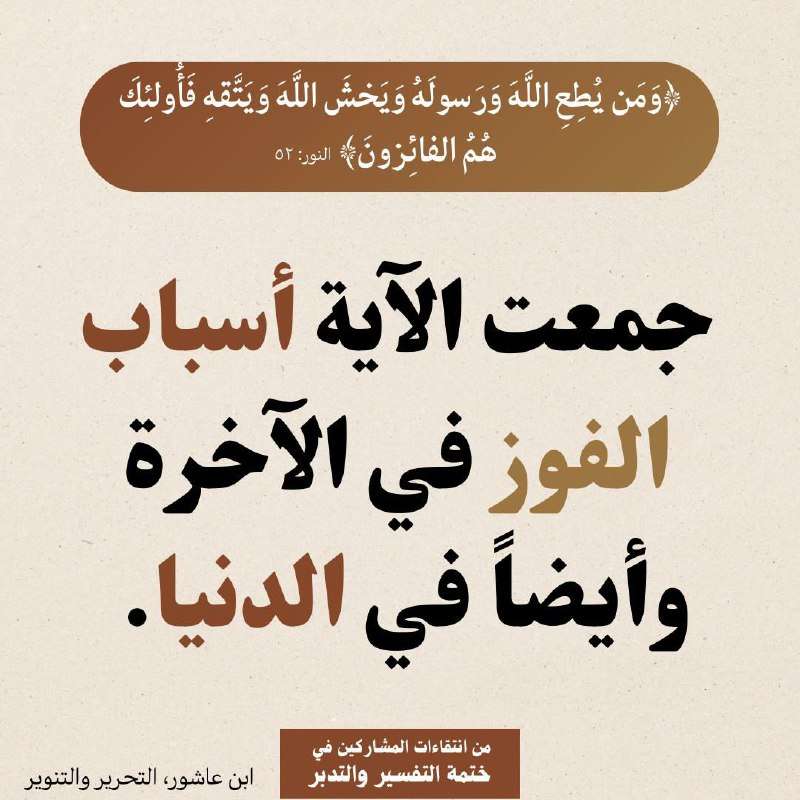 ﴿وَمَن يُطِعِ اللَّهَ وَرَسولَهُ وَيَخشَ اللَّهَ وَيَتَّقهِ فَأُولئِكَ
هُمُ الفائِزونَ﴾ النور: ٥٢
جمعت الآية أسباب
الفوز في الآخرة
وأيضاً في الدنيا.
من انتقاءات المشاركين في
ختمة التفسير والتدبر
ابن عاشور، التحرير والتنوير